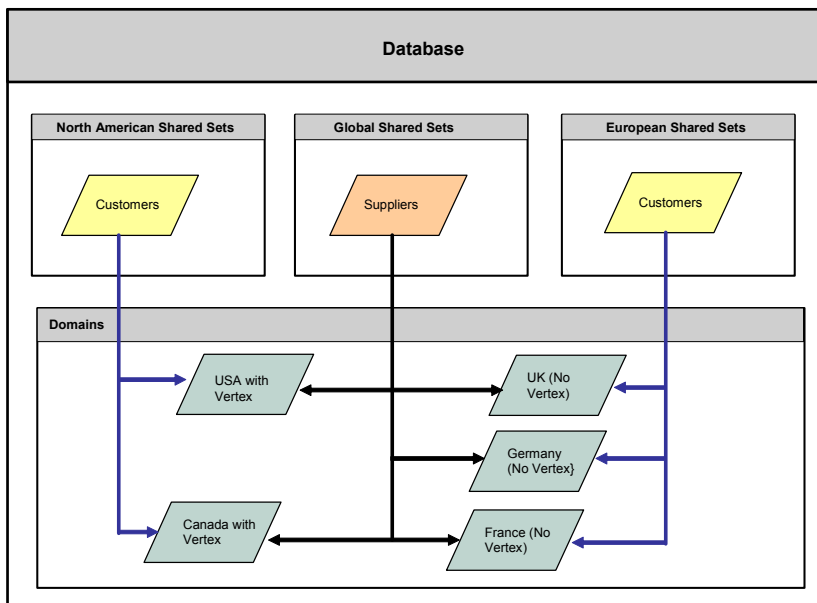 Database
North American Shared Sets
Global Shared Sets
European Shared Sets
Customers
Suppliers
Customers
Domains
USA with
Vertex
UK (No
Vertex)
Germany
(No Vertex}
Canada with
Vertex
France (No
Vertex)